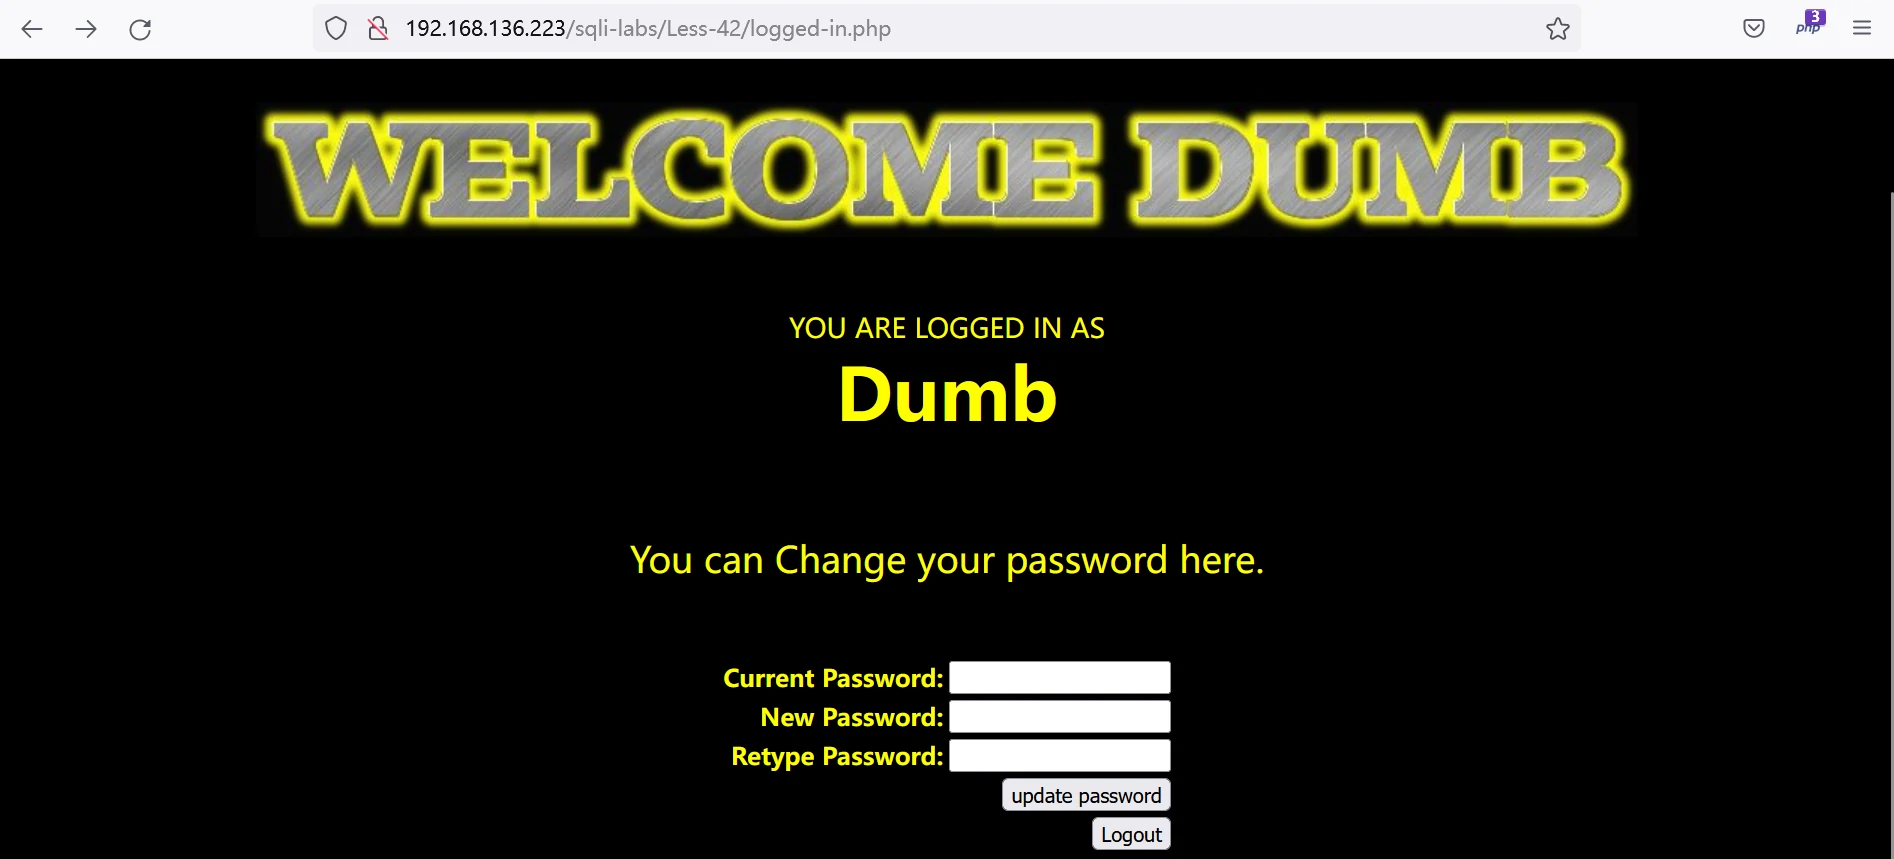 192.168.136.223/sqli-labs/Less-42/logged-in.php
3
php
WELCOME DUMB
YOU ARE LOGGED IN AS
Dumb
You can Change your password here.
Current Password:
New Password:
Retype Password:
update password
Logout